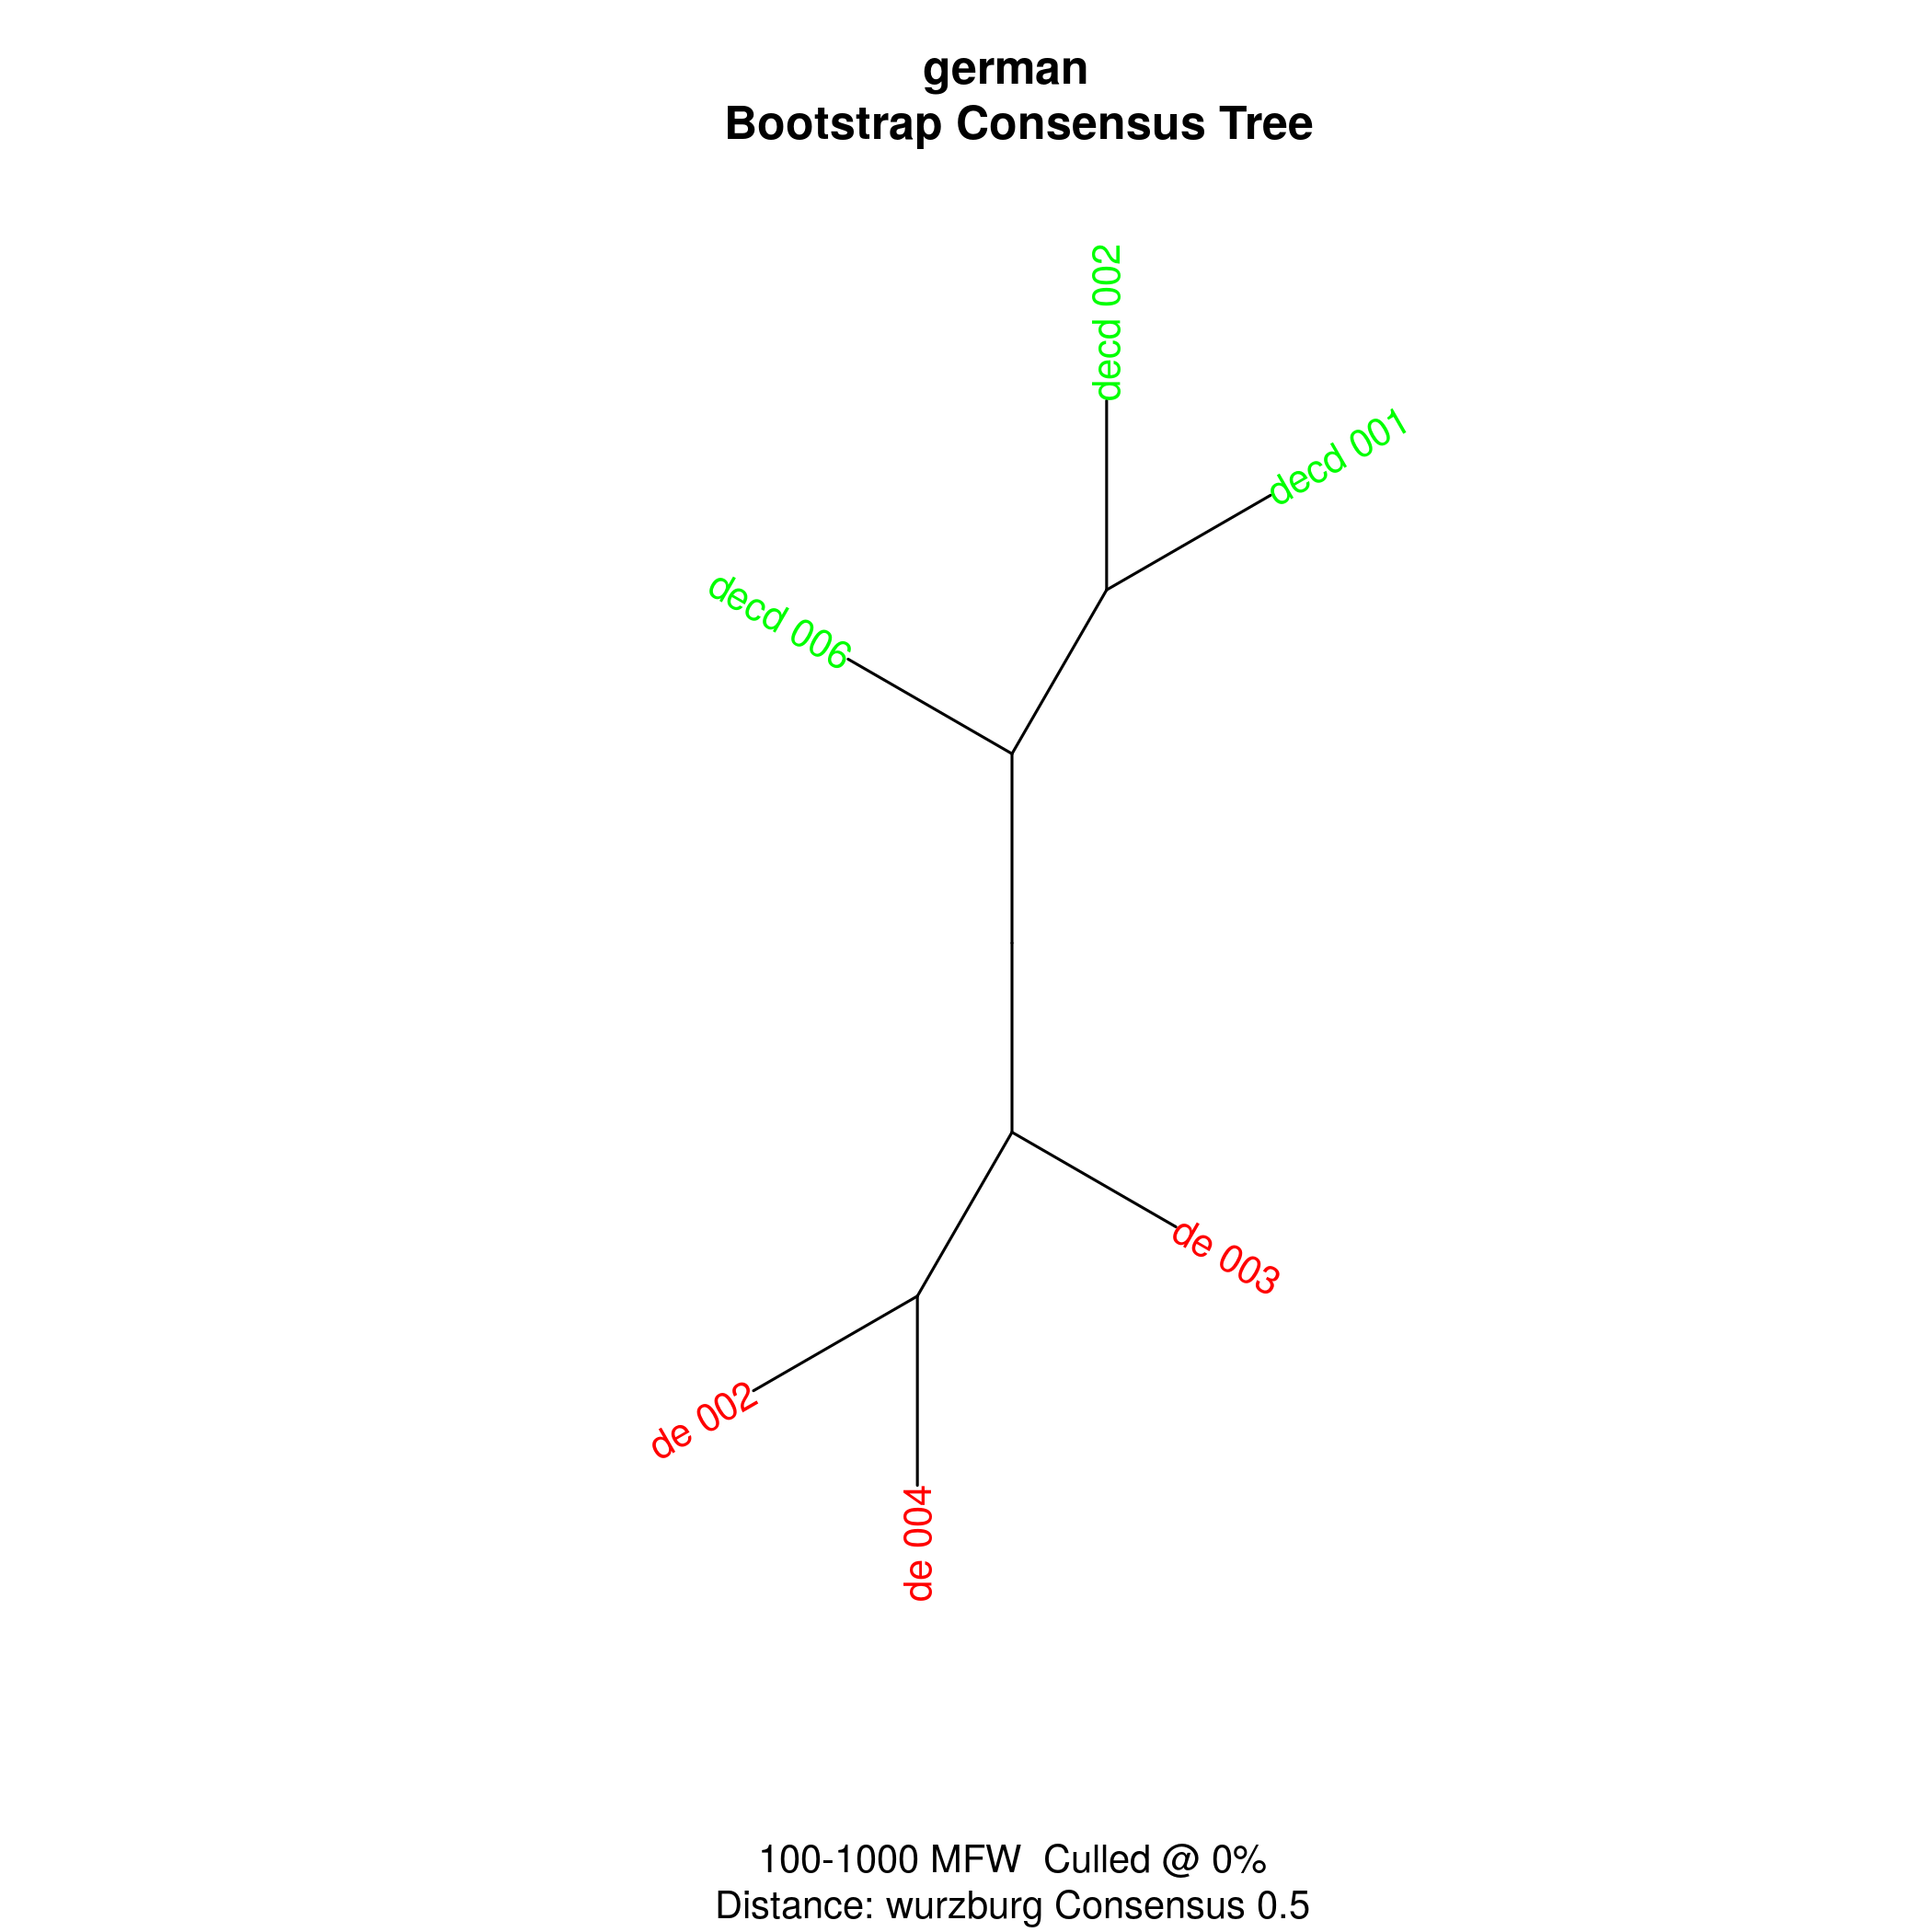 german
Bootstrap Consensus Tree
decd 002
decd 001
decd 006
de 003
de 002
de 004
100-1000 MFW  Culled @ 0%
Distance: wurzburg Consensus 0.5